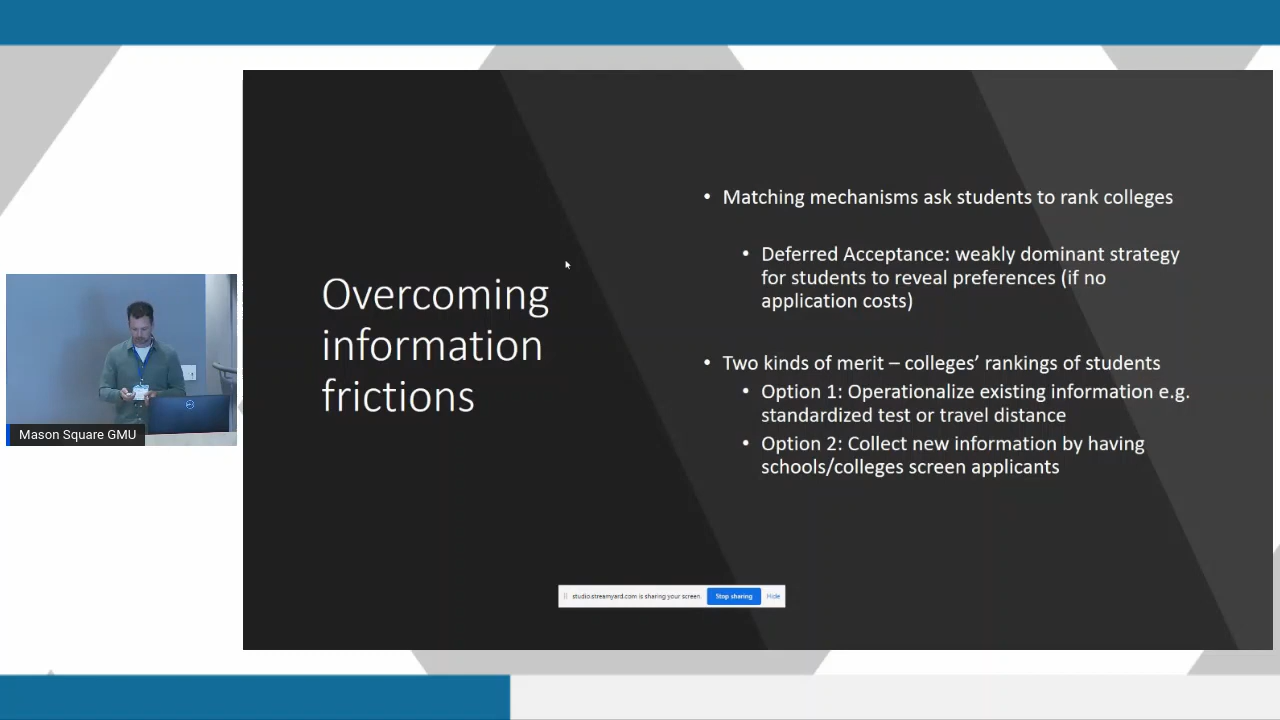 Overcoming
information
frictions
• Matching mechanisms ask students to rank colleges
• Deferred Acceptance: weakly dominant strategy
for students to reveal preferences (if no
application costs)
• Two kinds of merit – colleges’ rankings of students
• Option 1: Operationalize existing information e.g.
standardized test or travel distance
• Option 2: Collect new information by having
schools/colleges screen applicants
Mason Square GMU
studio.streamyard.com is sharing your screen. Stop sharing Hide